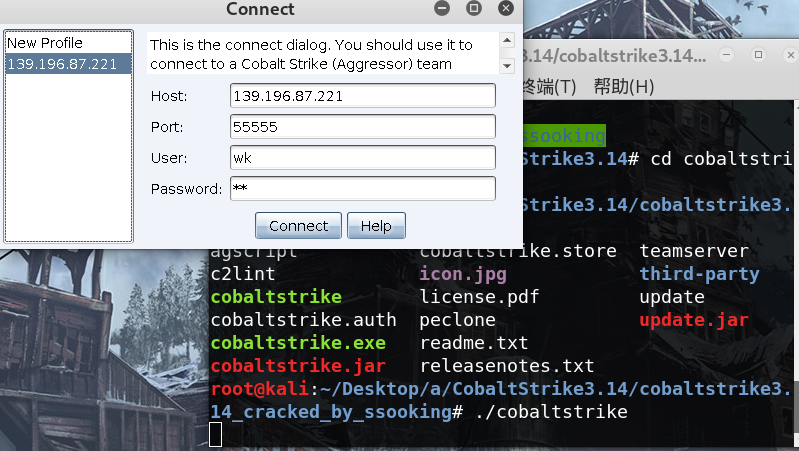 Connect
New Profile
139.196.87.221
This is the connect dialog. You should use it to
connect to a Cobalt Strike (Aggressor) team
Host: 139.196.87.221
Port: 55555
User: wk
Password: **
Connect Help
.14/cobaltstrike3.14...
终端(T) 帮助(H)
ssooking
Strike3.14# cd cobaltstri
Strike3.14/cobaltstrike3.
agscript cobaltstrike.store teamserver
c2lint icon.jpg third-party
cobaltstrike license.pdf update
cobaltstrike.auth peclone update.jar
cobaltstrike.exe readme.txt
cobaltstrike.jar releasenotes.txt
root@kali:~/Desktop/a/CobaltStrike3.14/cobaltstrike3.
14_cracked_by_ssooking# ./cobaltstrike